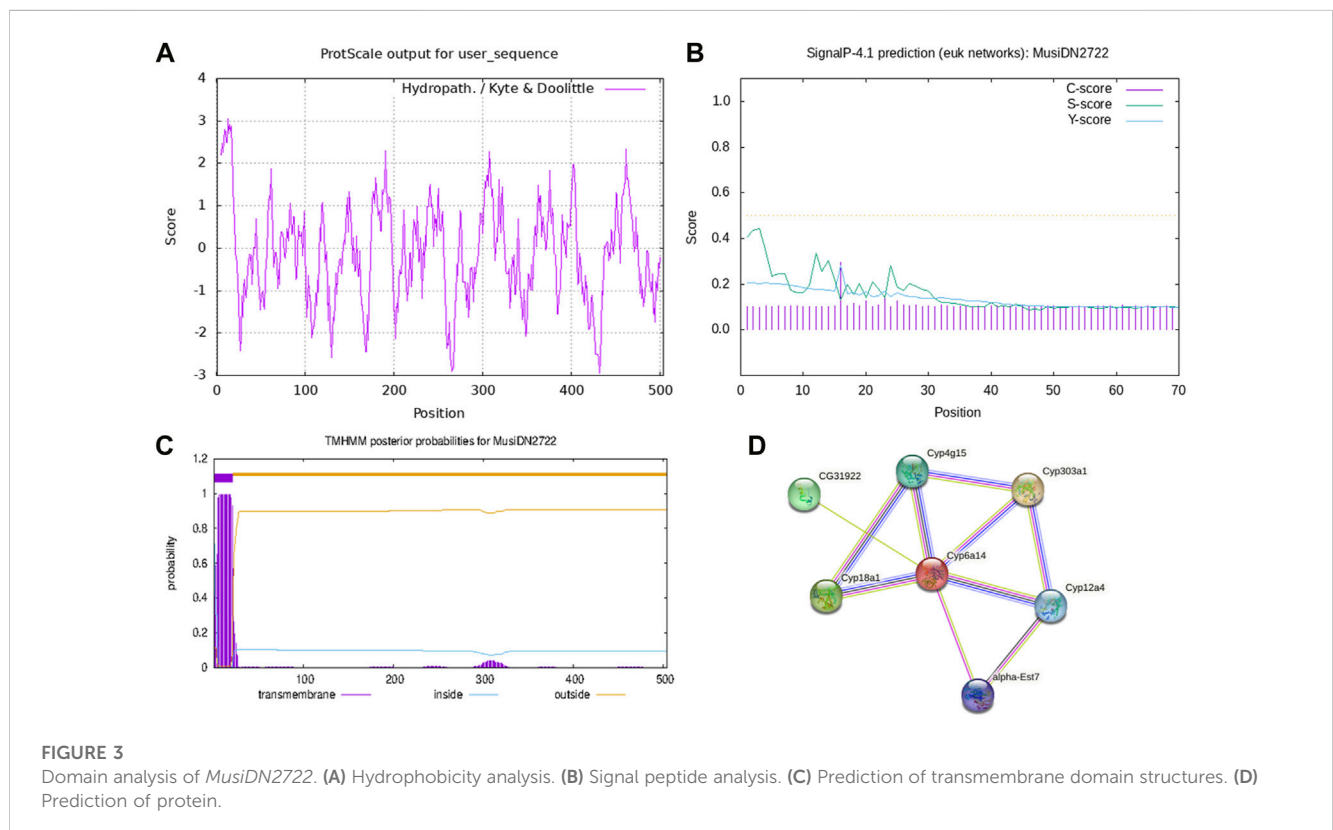 A
ProtScale output for user_sequence
Hydropath. / Kyte & Doolittle
Score
4
3
2
1
0
-1
-2
-3
0
100
200
300
400
500
Position
B
SignalP-4.1 prediction (euk networks): MusiDN2722
C-score
S-score
Y-score
Score
1.0
0.8
0.6
0.4
0.2
0.0
0
10
20
30
40
50
60
70
Position
C
TMHMM posterior probabilities for MusiDN2722
probability
1.2
1
0.8
0.6
0.4
0.2
0
100
200
300
400
500
transmembrane
inside
outside
D
Cyp4g15
CG31922
Cyp303a1
Cyp6a14
Cyp18a1
Cyp12a4
alpha-Est7
FIGURE 3
Domain analysis of MusiDN2722. (A) Hydrophobicity analysis. (B) Signal peptide analysis. (C) Prediction of transmembrane domain structures. (D)
Prediction of protein.